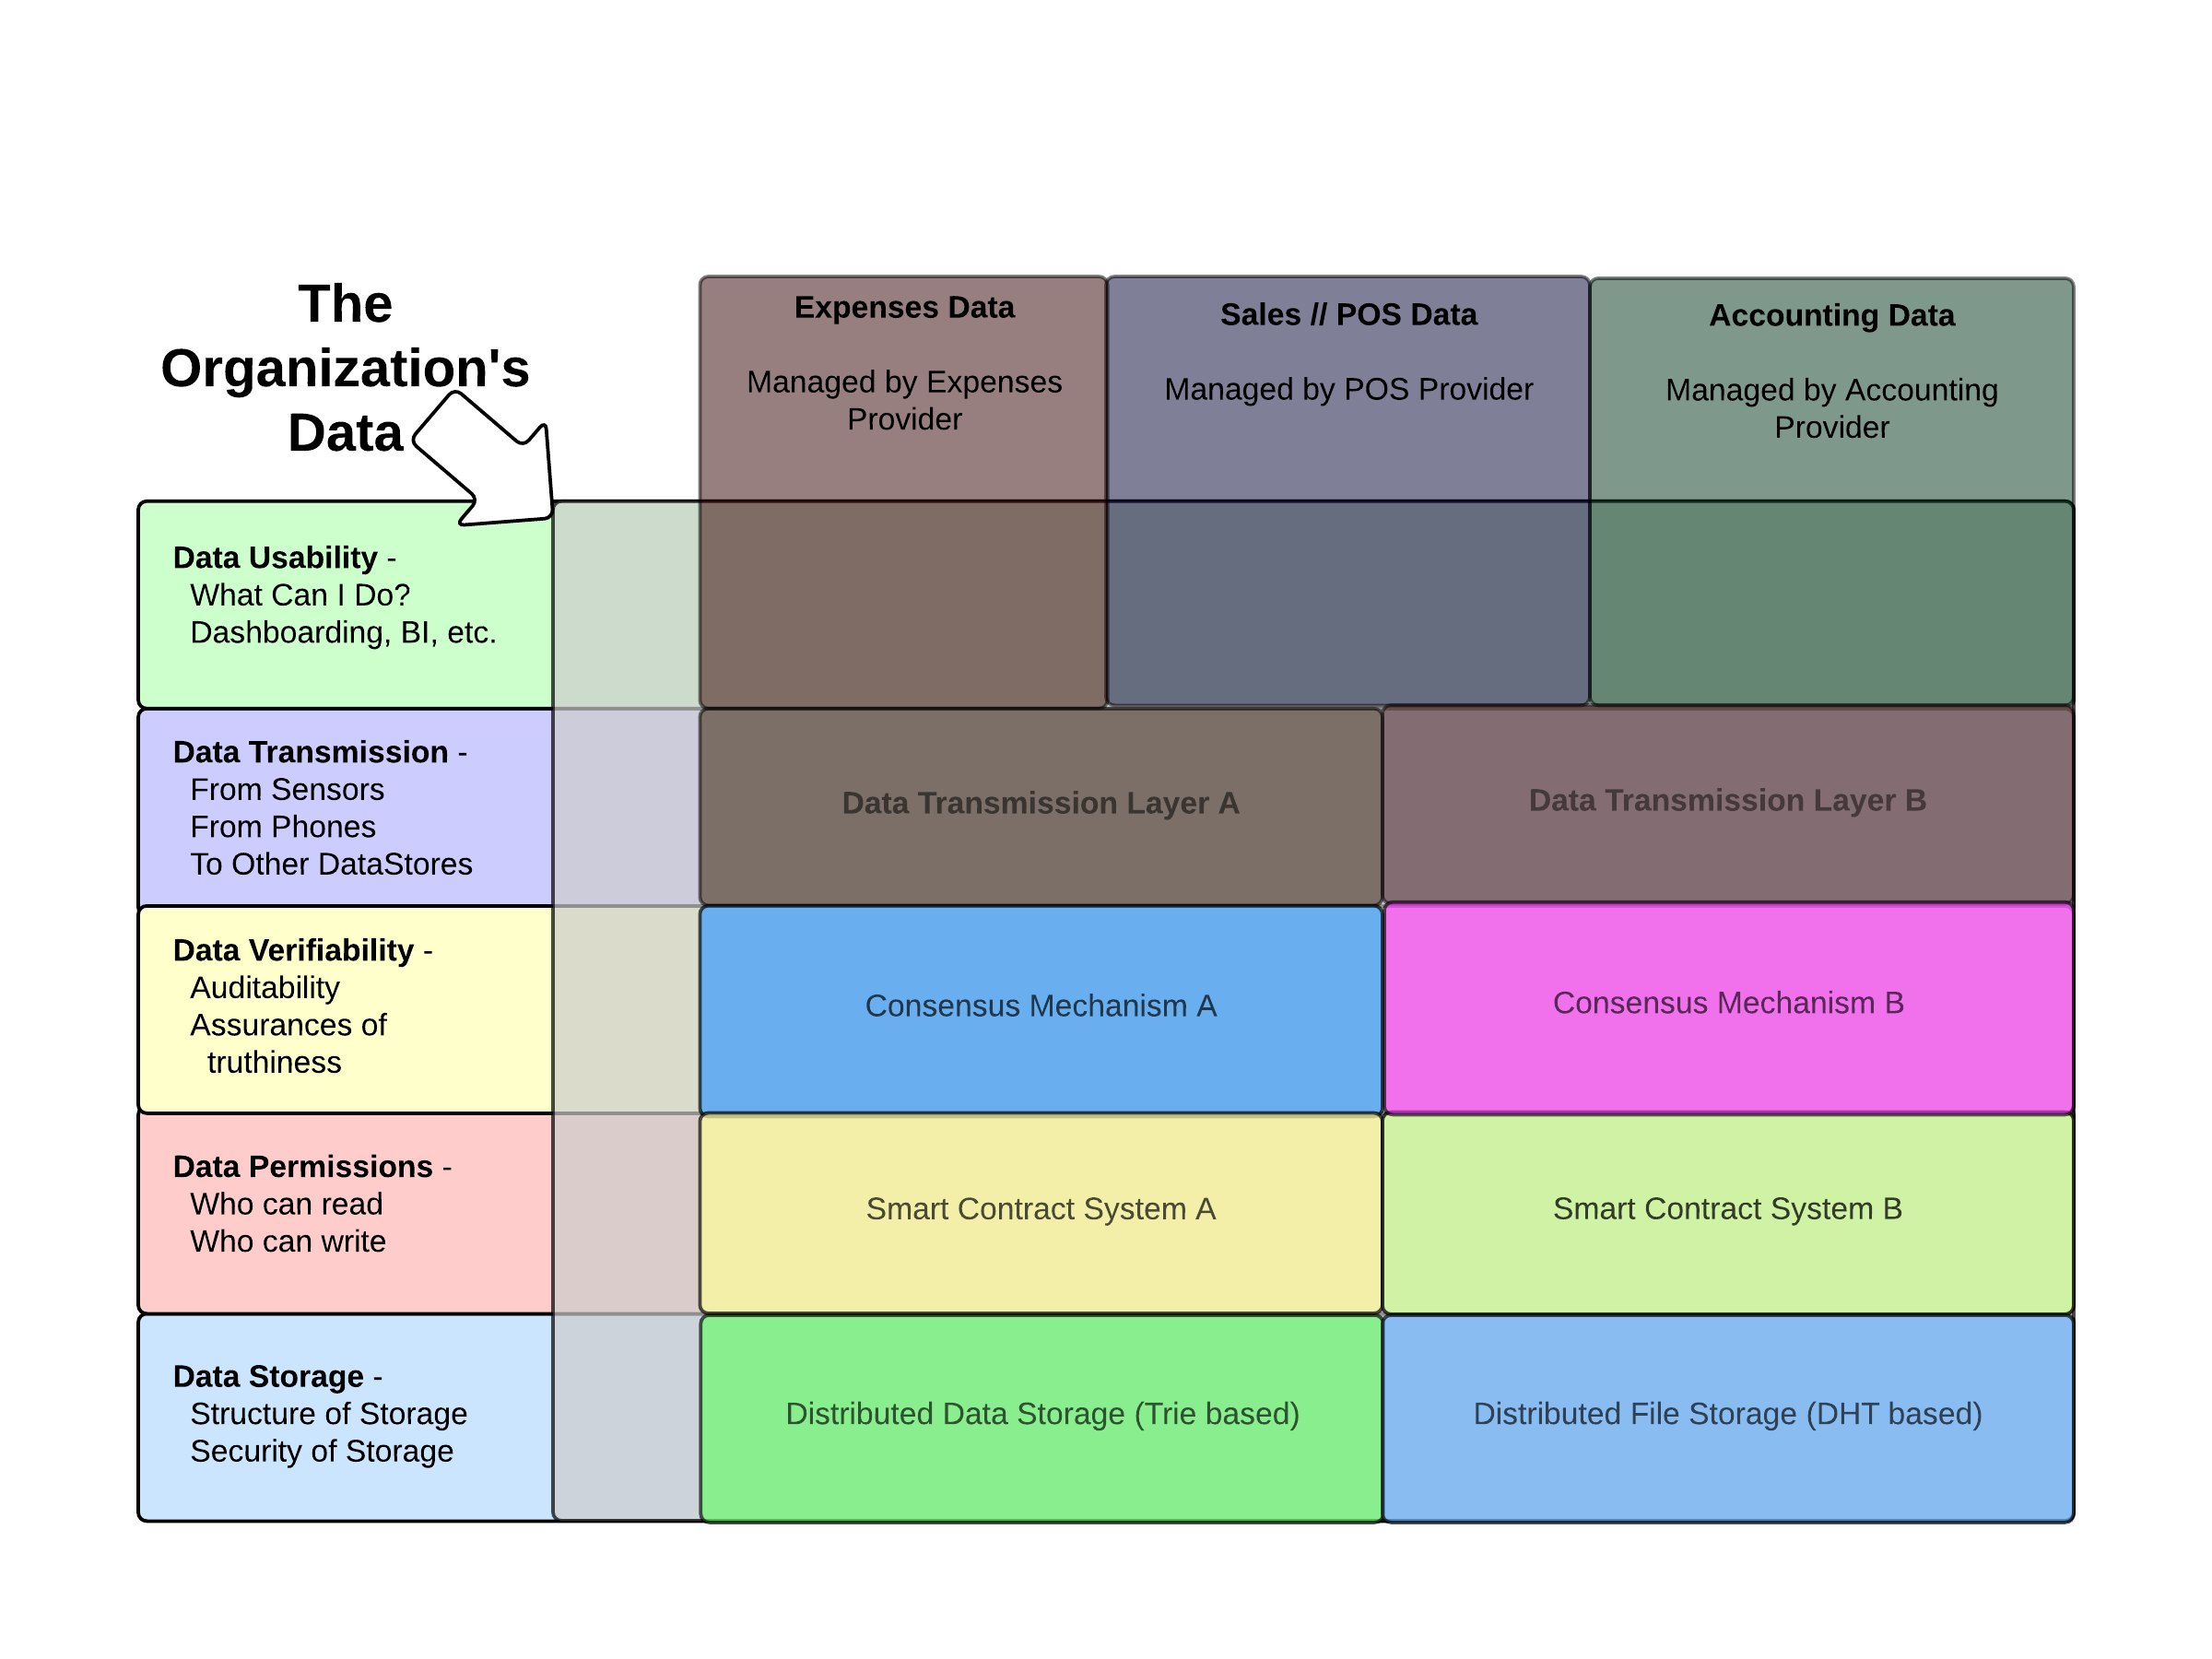 The
Organization's
Data
Expenses Data
Managed by Expenses
Provider
Sales // POS Data
Managed by POS Provider
Accounting Data
Managed by Accounting
Provider
Data Usability -
What Can I Do?
Dashboarding, BI, etc.
Data Transmission -
From Sensors
From Phones
To Other DataStores
Data Transmission Layer A
Data Transmission Layer B
Data Verifiability -
Auditability
Assurances of
truthiness
Consensus Mechanism A
Consensus Mechanism B
Data Permissions -
Who can read
Who can write
Smart Contract System A
Smart Contract System B
Data Storage -
Structure of Storage
Security of Storage
Distributed Data Storage (Trie based)
Distributed File Storage (DHT based)